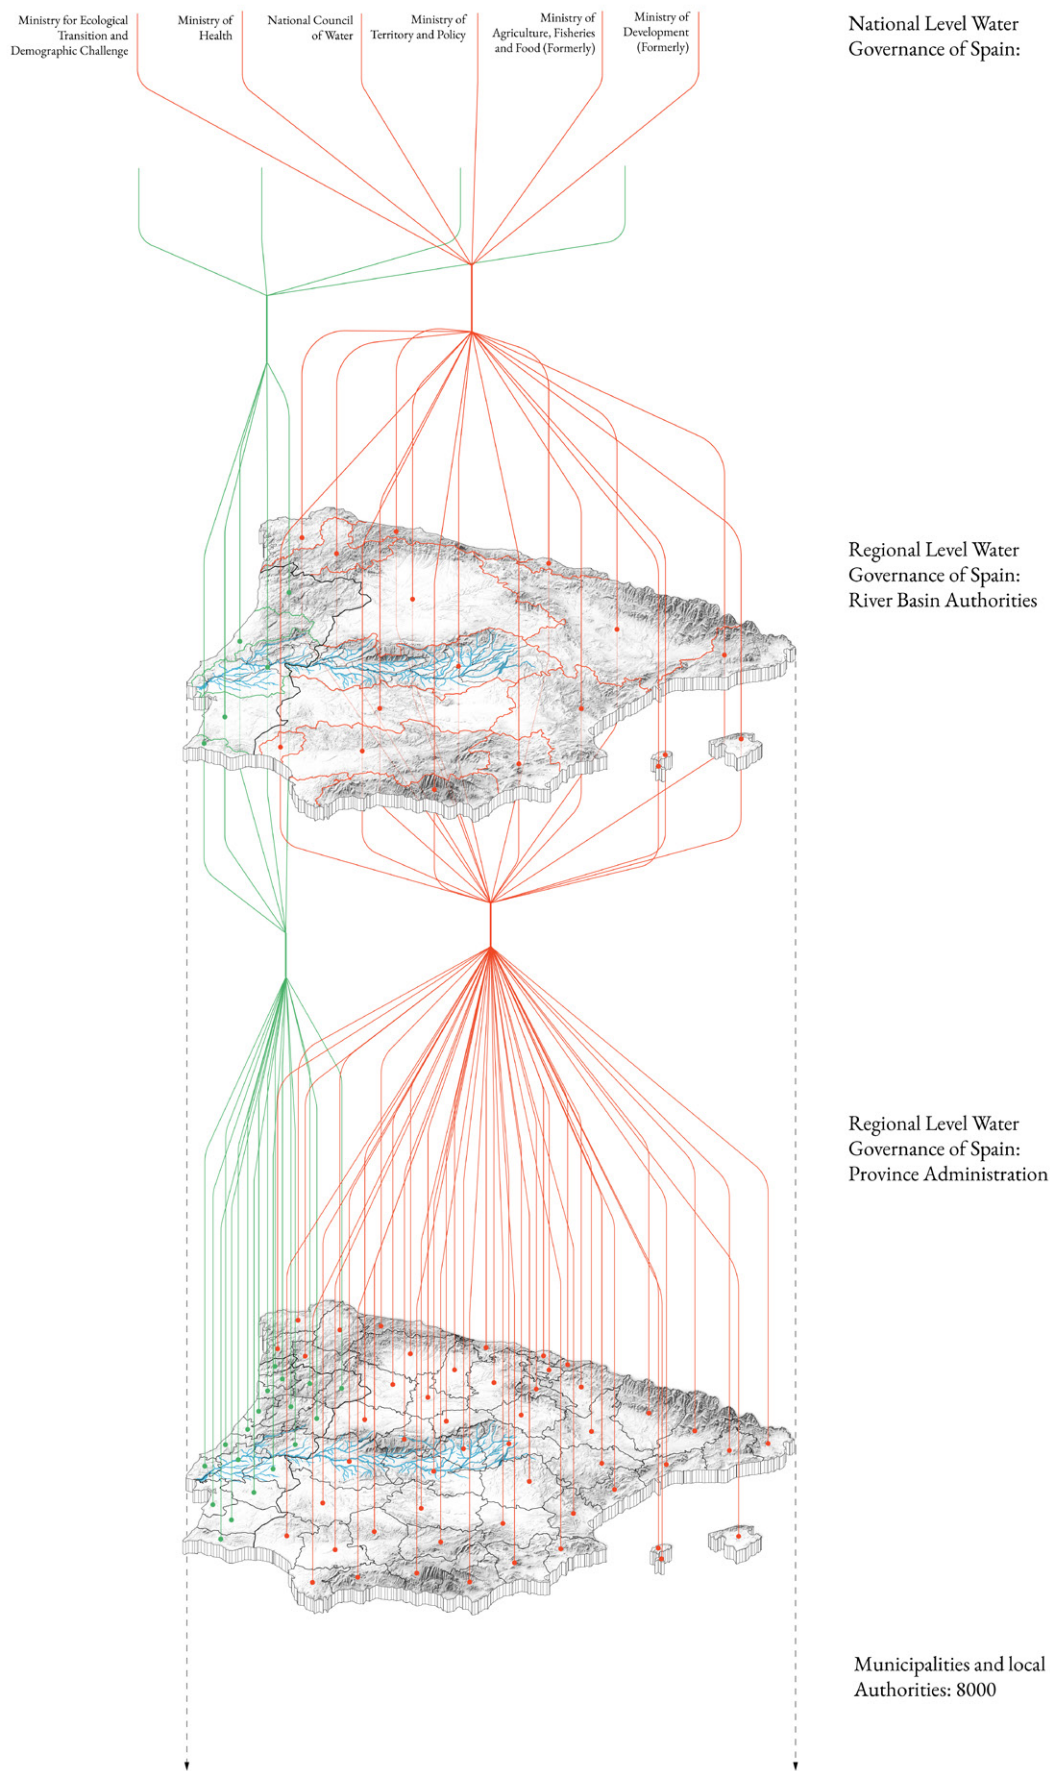 Ministry for Ecological
Transition and
Demographic Challenge
Ministry of
Health
National Council
of Water
Ministry of
Territory and Policy
Ministry of
Agriculture, Fisheries
and Food (Formerly)
Ministry of
Development
(Formerly)
National Level Water
Governance of Spain:
Regional Level Water
Governance of Spain:
River Basin Authorities
Regional Level Water
Governance of Spain:
Province Administration
Municipalities and local
Authorities: 8000